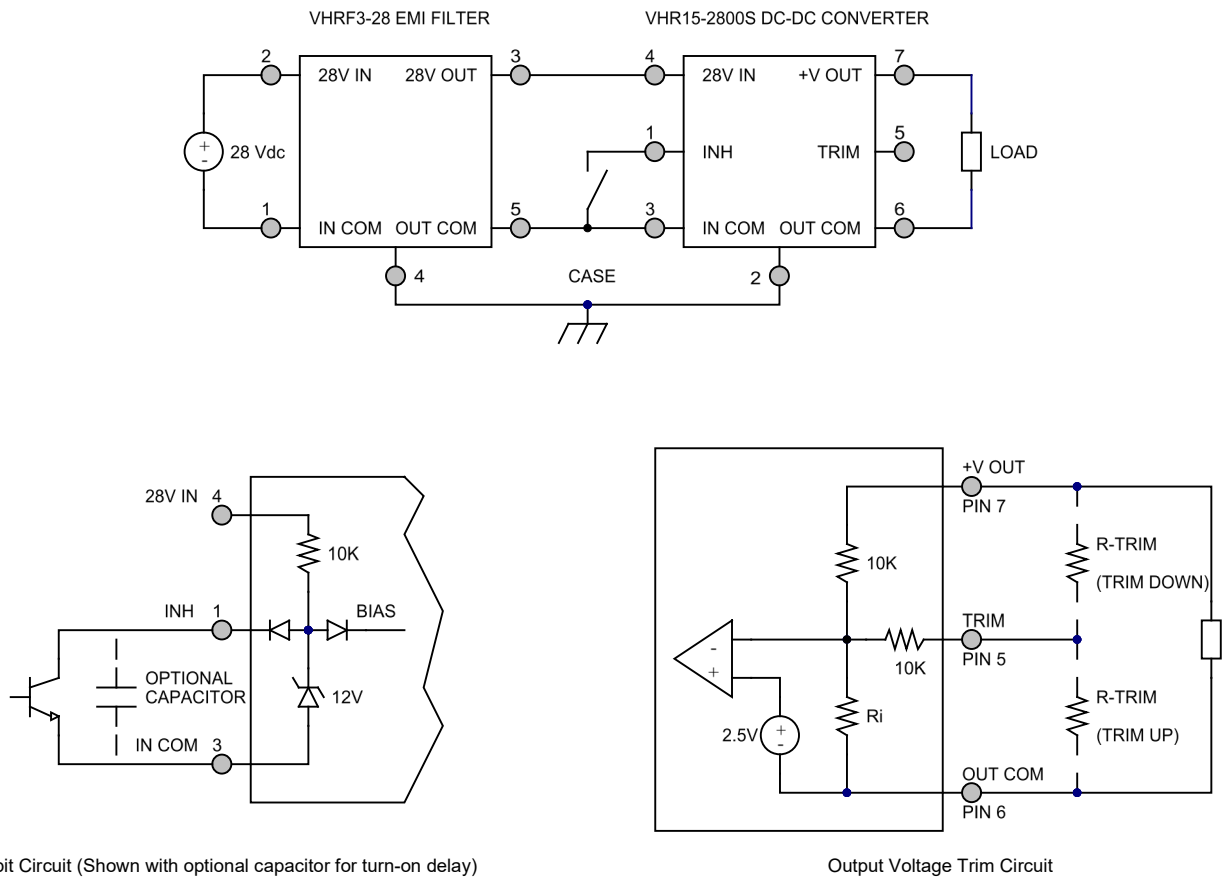 VHRF3-28 EMI FILTER
VHR15-2800S DC-DC CONVERTER
2
3
4
7
28V IN
28V OUT
28V IN
+V OUT
+
-
28 Vdc
1
INH
TRIM
5
LOAD
1
5
3
6
IN COM
OUT COM
IN COM
OUT COM
4
CASE
2
28V IN
4
10K
INH
1
BIAS
OPTIONAL
CAPACITOR
12V
IN COM
3
+V OUT
PIN 7
10K
R-TRIM
(TRIM DOWN)
TRIM
PIN 5
-
+
10K
2.5V
+
-
Ri
R-TRIM
(TRIM UP)
OUT COM
PIN 6
Circuit (Shown with optional capacitor for turn-on delay)
Output Voltage Trim Circuit